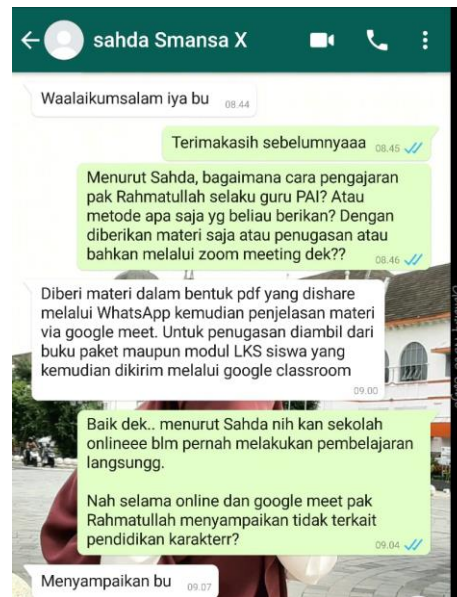 sahda Smansa X
Waalaikumsalam iya bu 08.44
Terimakasih sebelumnyaaa 08.45
Menurut Sahda, bagaimana cara pengajaran
pak Rahmatullah selaku guru PAI? Atau
metode apa saja yg beliau berikan? Dengan
diberikan materi saja atau penugasan atau
bahkan melalui zoom meeting dek?? 08.46
Diberi materi dalam bentuk pdf yang dishare
melalui WhatsApp kemudian penjelasan materi
via google meet. Untuk penugasan diambil dari
buku paket maupun modul LKS siswa yang
kemudian dikirim melalui google classroom
09.00
Baik dek.. menurut Sahda nih kan sekolah
onlineee blm pernah melakukan pembelajaran
langsungg.
Nah selama online dan google meet pak
Rahmatullah menyampaikan tidak terkait
pendidikan karakterr? 09.04
Menyampaikan bu 09.07